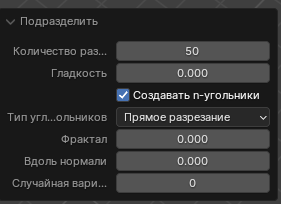 Подразделить
Количество раз... 50
Гладкость 0.000
Создавать n-угольники
Тип угл...ольников Прямое разрезание
Фрактал 0.000
Вдоль нормали 0.000
Случайная вари... 0